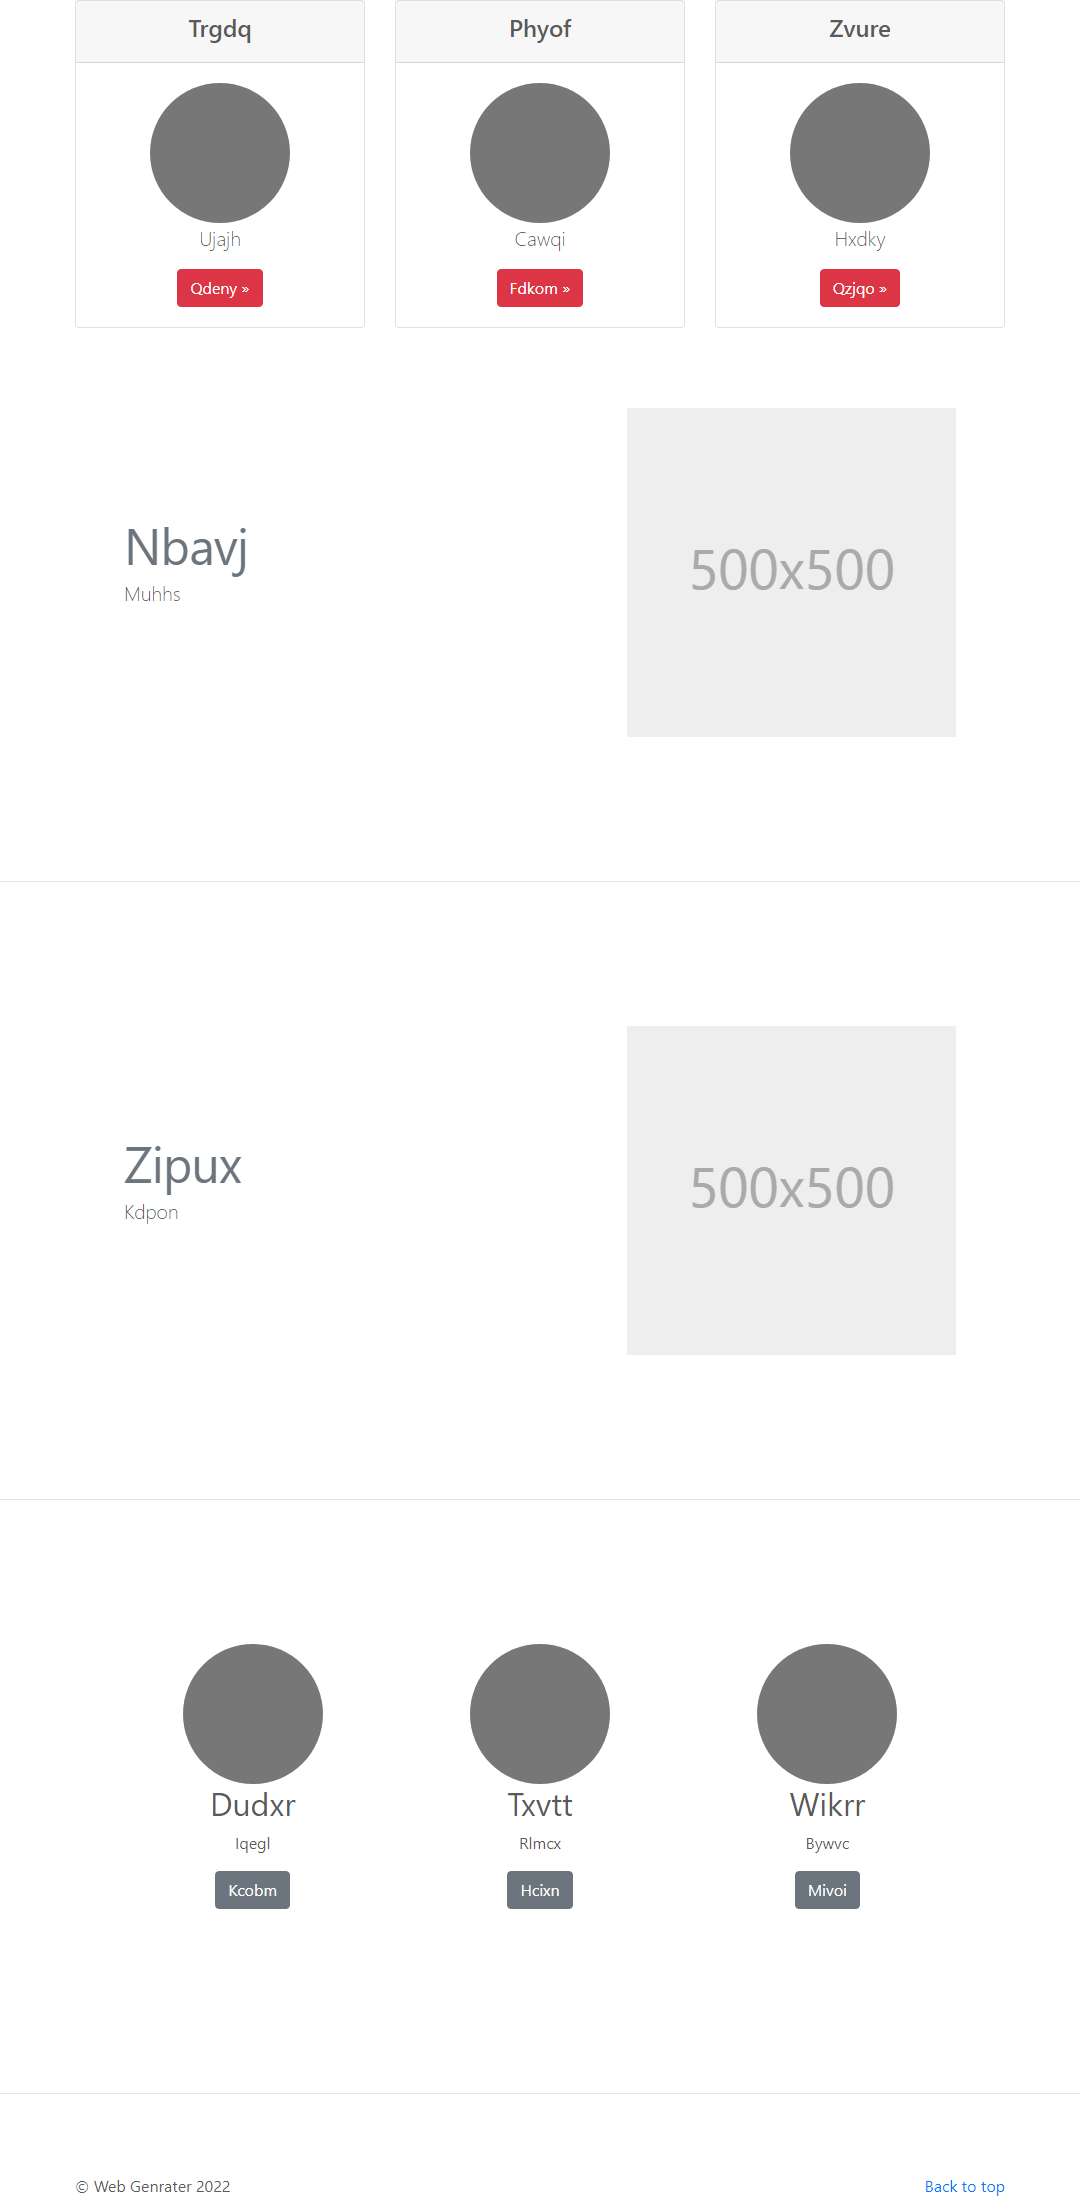 Trgdq
Phyof
Zvure
Ujajh
Cawqi
Hxdky
Qdeny »
Fdkom »
Qzjqo »
Nbavj
Muhhs
500x500
Zipux
Kdpon
500x500
Dudxr
Txvtt
Wikrr
Iqegl
Rlmcx
Bywvc
Kcobm
Hcixn
Mivoi
© Web Genrater 2022
Back to top